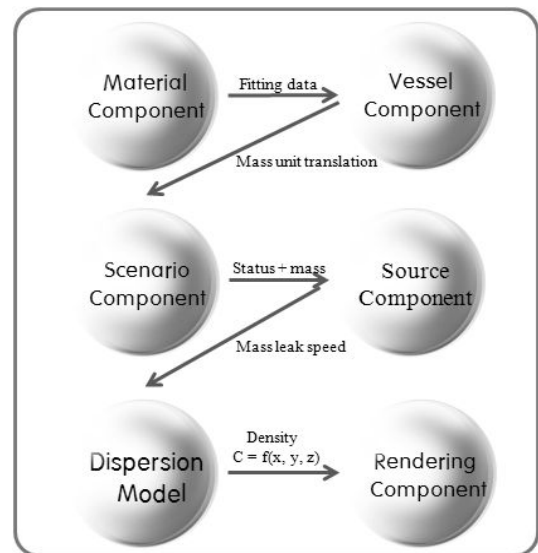 Material
Component
Fitting data
Vessel
Component
Mass unit translation
Scenario
Component
Status + mass
Source
Component
Mass leak speed
Dispersion
Model
Density
C = f(x, y, z)
Rendering
Component